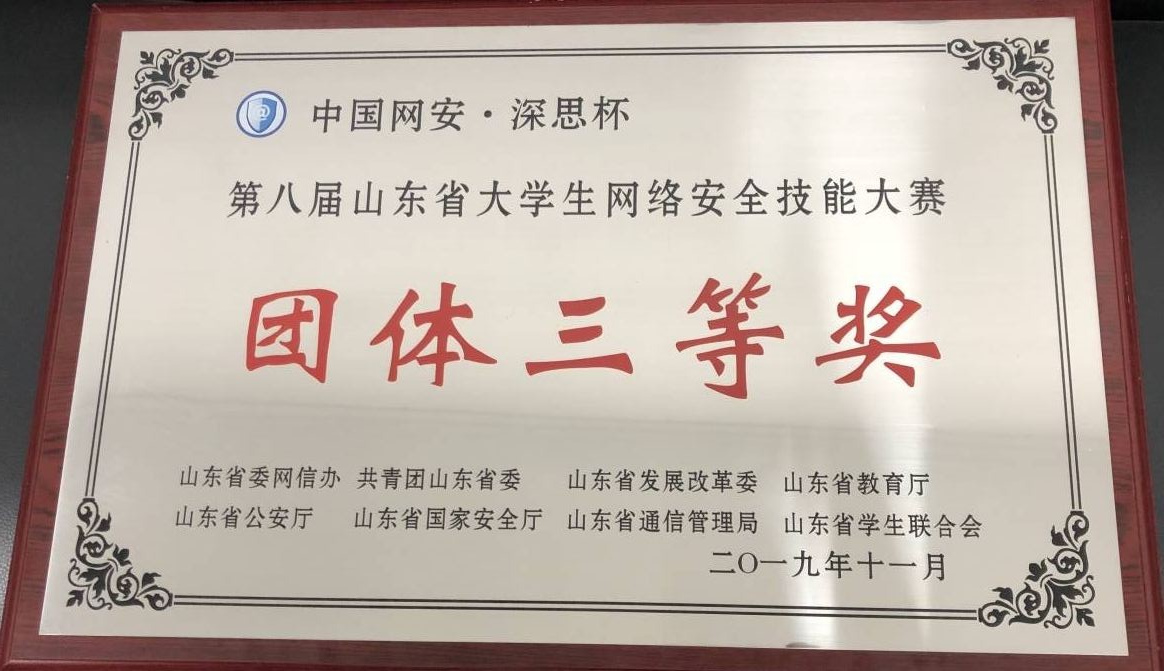 中国网安·深思杯
第八届山东省大学生网络安全技能大赛
团体三等奖
山东省委网信办 共青团山东省委 山东省发展改革委 山东省教育厅
山东省公安厅 山东省国家安全厅 山东省通信管理局 山东省学生联合会
二〇一九年十一月